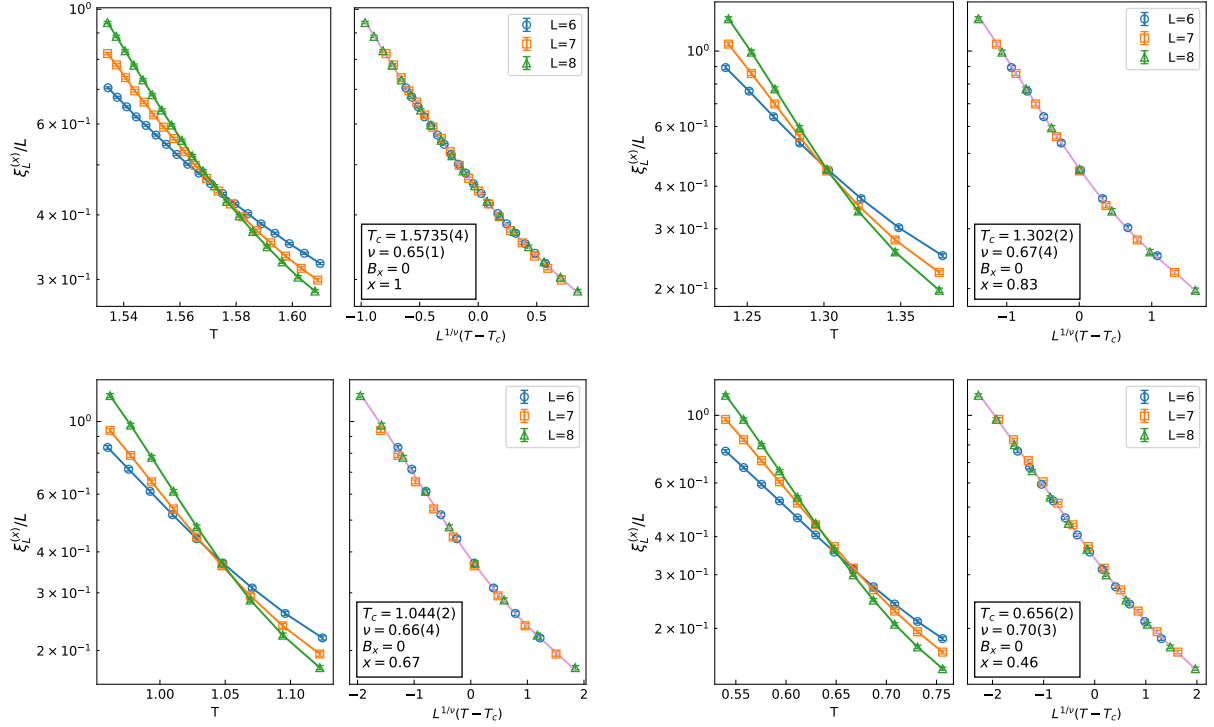 10⁰
6 × 10⁻¹
4 × 10⁻¹
3 × 10⁻¹
ξ_L^(x)/L
1.54 1.56 1.58 1.60
T
L=6
L=7
L=8
T_c = 1.5735(4)
ν = 0.65(1)
B_x = 0
x = 1
−1.0 −0.5 0.0 0.5
L^{1/ν}(T − T_c)
10⁰
6 × 10⁻¹
4 × 10⁻¹
3 × 10⁻¹
2 × 10⁻¹
ξ_L^(x)/L
1.25 1.30 1.35
T
L=6
L=7
L=8
T_c = 1.302(2)
ν = 0.67(4)
B_x = 0
x = 0.83
−1 0 1
L^{1/ν}(T − T_c)
10⁰
6 × 10⁻¹
4 × 10⁻¹
3 × 10⁻¹
2 × 10⁻¹
ξ_L^(x)/L
1.00 1.05 1.10
T
L=6
L=7
L=8
T_c = 1.044(2)
ν = 0.66(4)
B_x = 0
x = 0.67
−2 −1 0 1 2
L^{1/ν}(T − T_c)
10⁰
6 × 10⁻¹
4 × 10⁻¹
3 × 10⁻¹
2 × 10⁻¹
ξ_L^(x)/L
0.55 0.60 0.65 0.70 0.75
T
L=6
L=7
L=8
T_c = 0.656(2)
ν = 0.70(3)
B_x = 0
x = 0.46
−2 −1 0 1 2
L^{1/ν}(T − T_c)